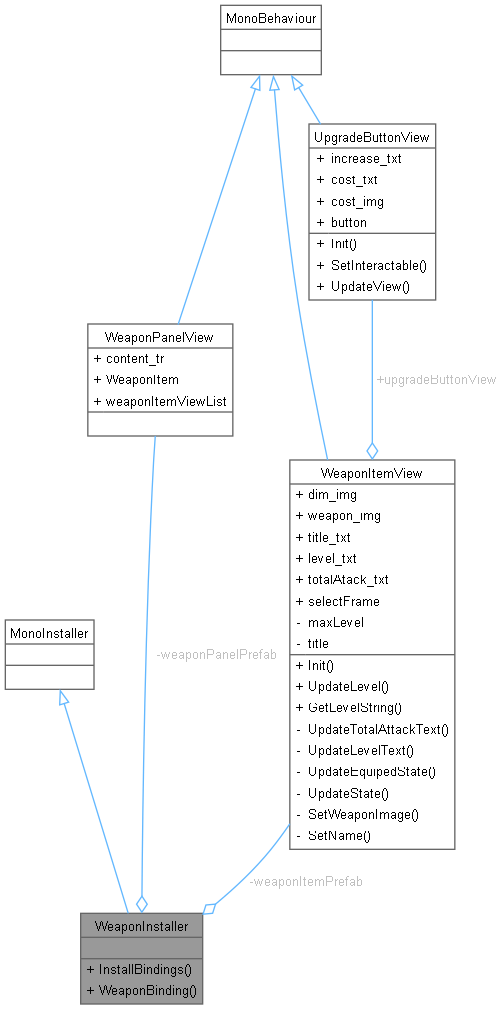 MonoBehaviour
UpgradeButtonView
+ increase_txt
+ cost_txt
+ cost_img
+ button
+ Init()
+ SetInteractable()
+ UpdateView()
WeaponPanelView
+ content_tr
+ WeaponItem
+ weaponItemViewList
+upgradeButtonView
WeaponItemView
+ dim_img
+ weapon_img
+ title_txt
+ level_txt
+ totalAtack_txt
+ selectFrame
- maxLevel
- title
+ Init()
+ UpdateLevel()
+ GetLevelString()
- UpdateTotalAttackText()
- UpdateLevelText()
- UpdateEquipedState()
- UpdateState()
- SetWeaponImage()
- SetName()
MonoInstaller
-weaponPanelPrefab
-weaponItemPrefab
WeaponInstaller
+ InstallBindings()
+ WeaponBinding()